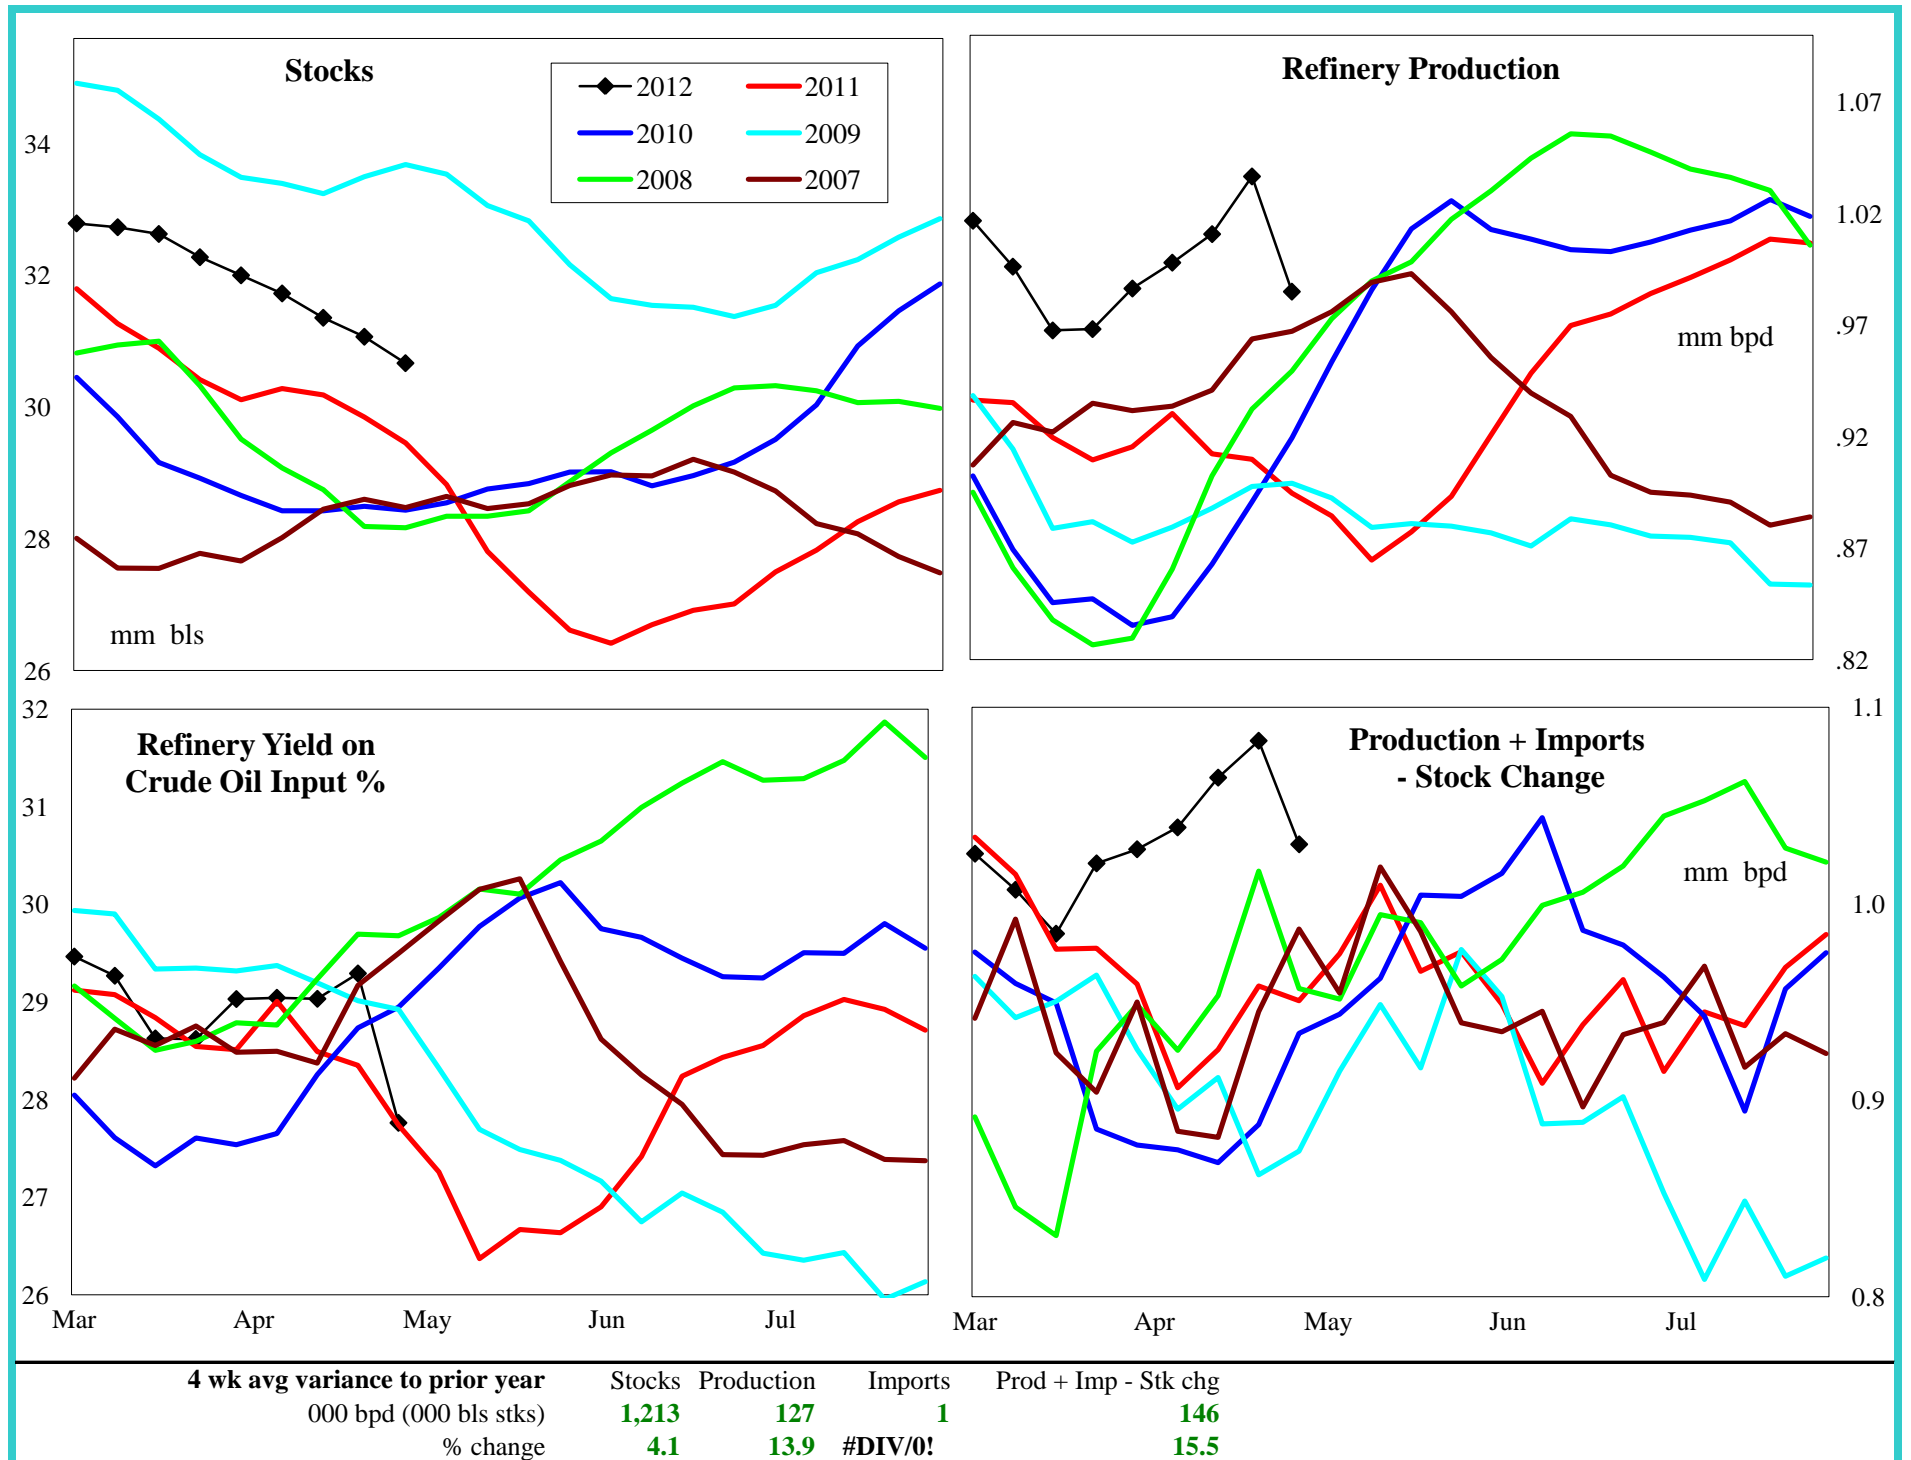 Stocks
2012 2011
2010 2009
2008 2007
34
32
30
28
26
mm bls
Refinery Production
1.07
1.02
.97
.92
.87
.82
mm bpd
Refinery Yield on
Crude Oil Input %
32
31
30
29
28
27
26
Mar Apr May Jun Jul
Production + Imports
- Stock Change
1.1
1.0
0.9
0.8
mm bpd
Mar Apr May Jun Jul
4 wk avg variance to prior year Stocks Production Imports Prod + Imp - Stk chg
000 bpd (000 bls stks) 1,213 127 1 146
% change 4.1 13.9 #DIV/0! 15.5